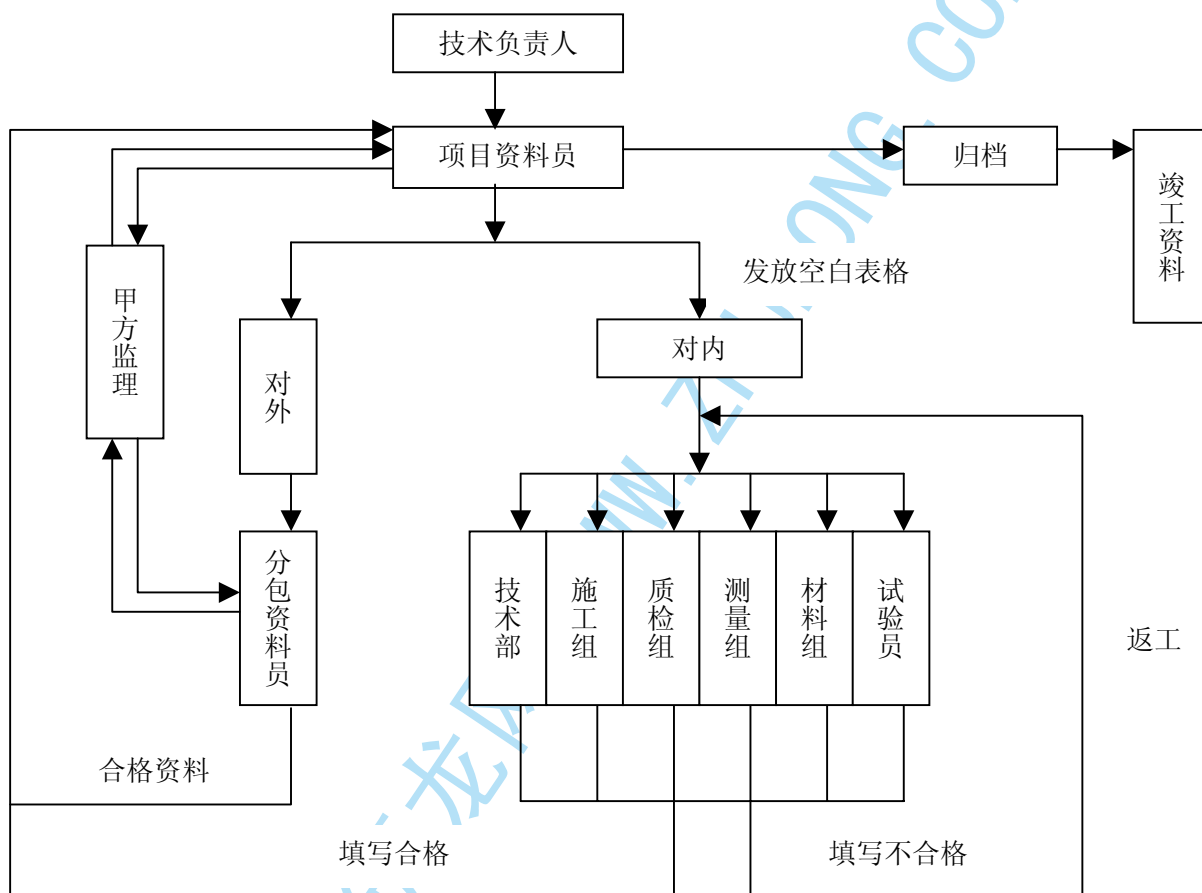 技术负责人
项目资料员
归档
竣工资料
发放空白表格
甲方监理
对外
对内
分包资料员
技术部
施工组
质检组
测量组
材料组
试验员
返工
合格资料
填写合格
填写不合格